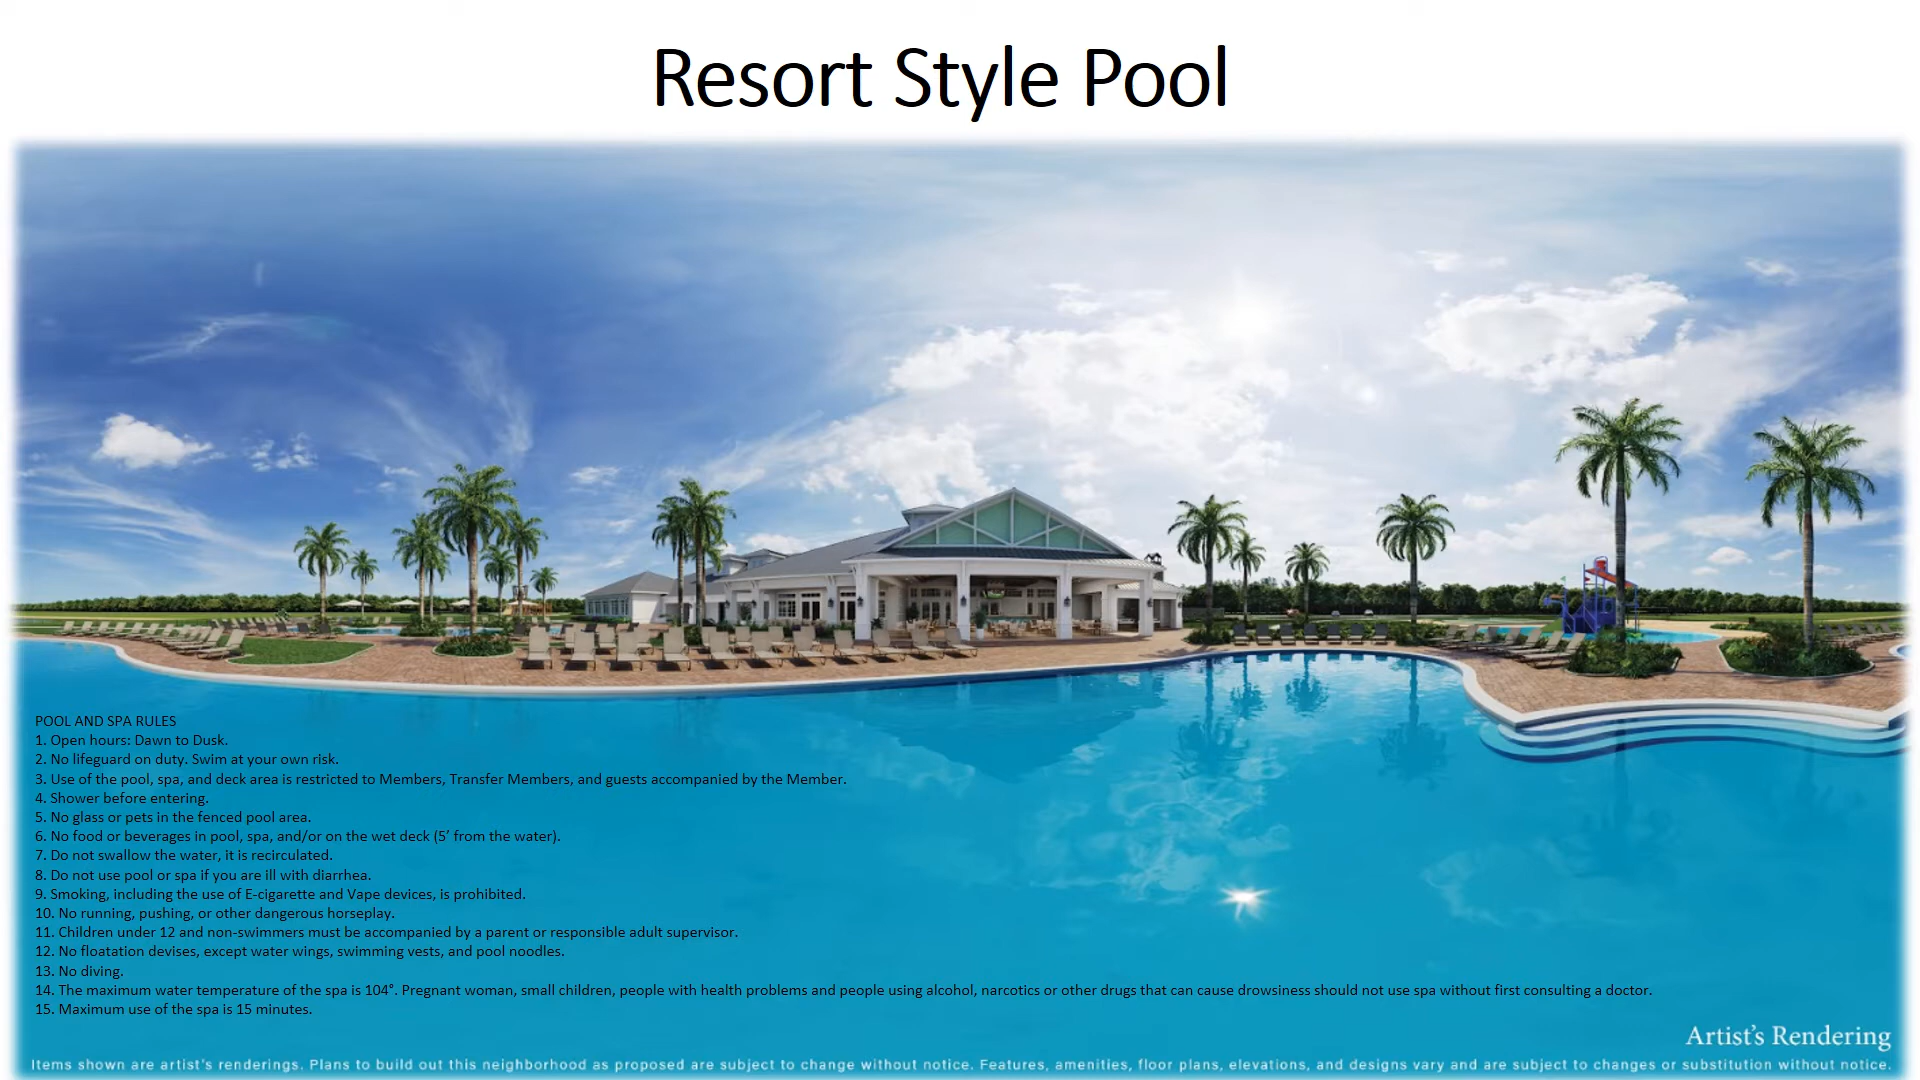 Resort Style Pool
POOL AND SPA RULES
1. Open hours: Dawn to Dusk.
2. No lifeguard on duty. Swim at your own risk.
3. Use of the pool, spa, and deck area is restricted to Members, Transfer Members, and guests accompanied by the Member.
4. Shower before entering.
5. No glass or pets in the fenced pool area.
6. No food or beverages in pool, spa, and/or on the wet deck (5’ from the water).
7. Do not swallow the water, it is recirculated.
8. Do not use pool or spa if you are ill with diarrhea.
9. Smoking, including the use of E-cigarette and Vape devices, is prohibited.
10. No running, pushing, or other dangerous horseplay.
11. Children under 12 and non-swimmers must be accompanied by a parent or responsible adult supervisor.
12. No floatation devises, except water wings, swimming vests, and pool noodles.
13. No diving.
14. The maximum water temperature of the spa is 104°. Pregnant woman, small children, people with health problems and people using alcohol, narcotics or other drugs that can cause drowsiness should not use spa without first consulting a doctor.
15. Maximum use of the spa is 15 minutes.
Artist’s Rendering
Items shown are artist's renderings. Plans to build out this neighborhood as proposed are subject to change without notice. Features, amenities, floor plans, elevations, and designs vary and are subject to changes or substitution without notice.